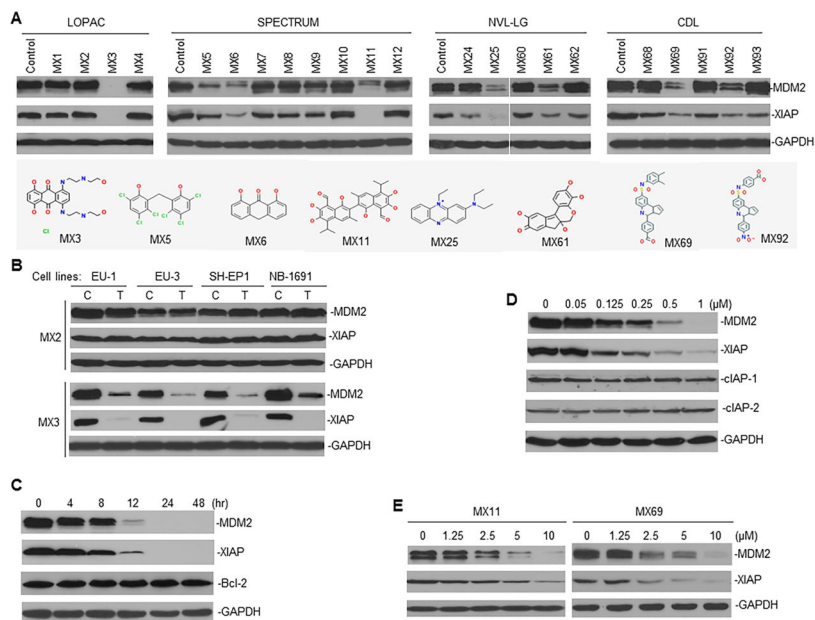 A
LOPAC SPECTRUM NVL-LG CDL
Control MX1 MX2 MX3 MX4 Control MX5 MX6 MX7 MX8 MX9 MX10 MX11 MX12 Control MX24 MX25 MX60 MX61 MX62 Control MX68 MX69 MX91 MX92 MX93
-MDM2
-XIAP
-GAPDH
MX3 MX5 MX6 MX11 MX25 MX61 MX69 MX92
B
Cell lines: EU-1 EU-3 SH-EP1 NB-1691
C T C T C T C T
MX2
-MDM2
-XIAP
-GAPDH
MX3
-MDM2
-XIAP
-GAPDH
C
0 4 8 12 24 48 (hr)
-MDM2
-XIAP
-Bcl-2
-GAPDH
D
0 0.05 0.125 0.25 0.5 1 (μM)
-MDM2
-XIAP
-cIAP-1
-cIAP-2
-GAPDH
E
MX11 MX69
0 1.25 2.5 5 10 0 1.25 2.5 5 10 (μM)
-MDM2
-XIAP
-GAPDH